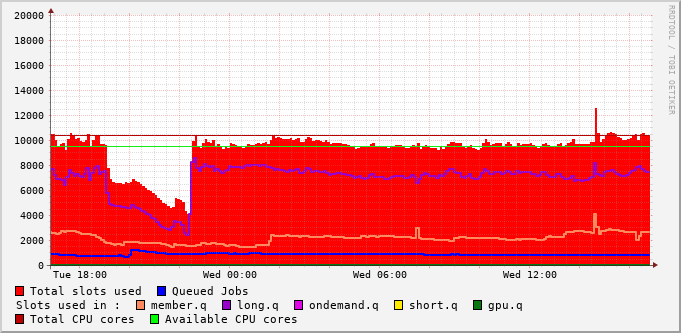 20000
18000
16000
14000
12000
10000
8000
6000
4000
2000
0
Tue 18:00 Wed 00:00 Wed 06:00 Wed 12:00
RRDTOOL / TOBI OETIKER
Total slots used Queued Jobs
Slots used in : member.q long.q ondemand.q short.q gpu.q
Total CPU cores Available CPU cores